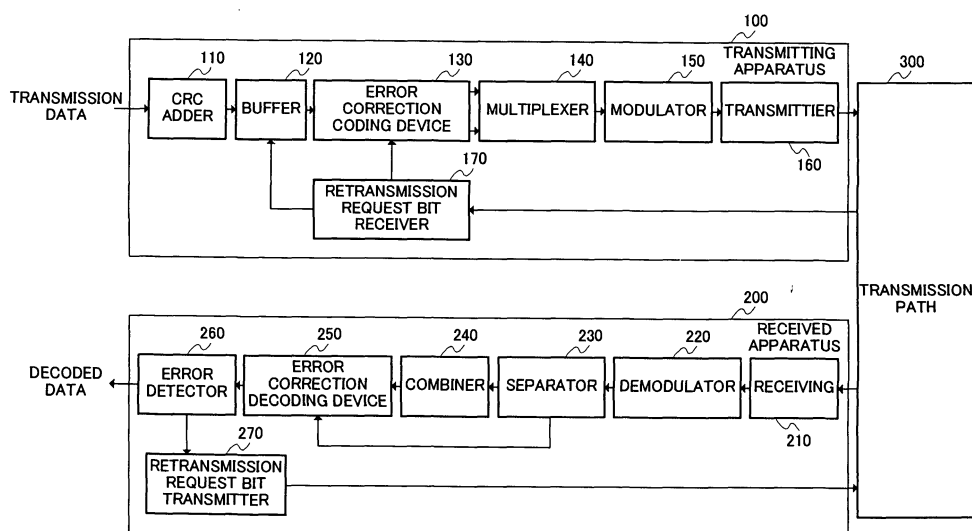 100
110
120
130
140
150
TRANSMITTING
APPARATUS
300
TRANSMISSION
DATA
CRC
ADDER
BUFFER
ERROR
CORRECTION
CODING DEVICE
MULTIPLEXER
MODULATOR
TRANSMITTIER
160
170
RETRANSMISSION
REQUEST BIT
RECEIVER
TRANSMISSION
PATH
200
260
250
240
230
220
RECEIVED
APPARATUS
DECODED
DATA
ERROR
DETECTOR
ERROR
CORRECTION
DECODING DEVICE
COMBINER
SEPARATOR
DEMODULATOR
RECEIVING
210
270
RETRANSMISSION
REQUEST BIT
TRANSMITTER